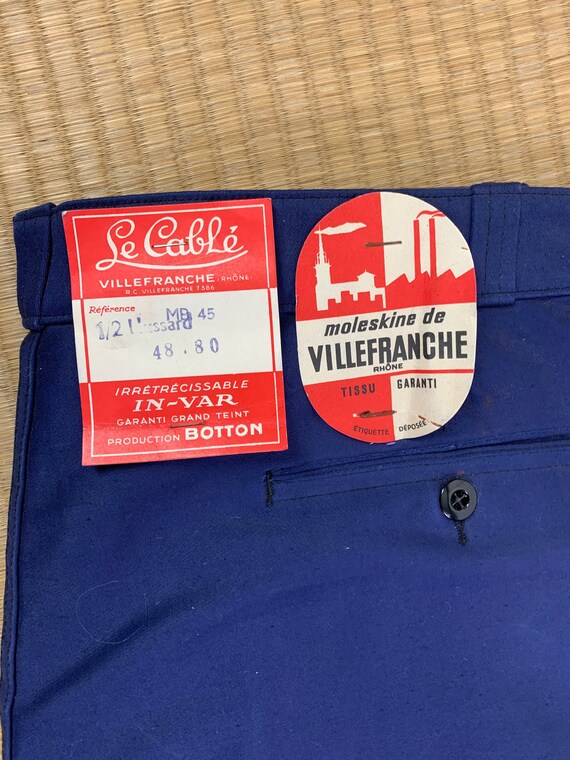 Le Cablé
VILLEFRANCHE (RHÔNE)
R.C. VILLEFRANCHE 7386
Référence MB 45
1/2 Hussard
48.80
IRRÉTRÉCISSABLE
IN-VAR
GARANTI GRAND TEINT
PRODUCTION BOTTON
moleskine de
VILLEFRANCHE
RHÔNE
TISSU GARANTI
ÉTIQUETTE DÉPOSÉE